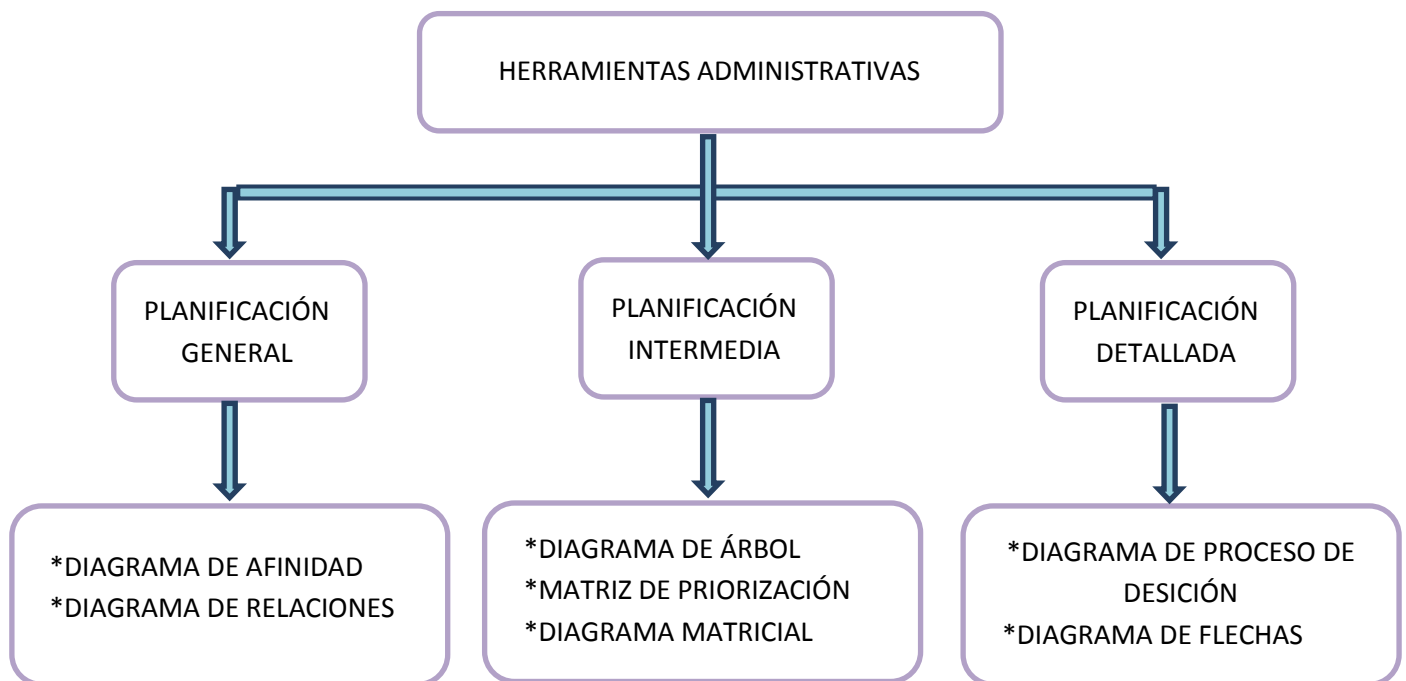 HERRAMIENTAS ADMINISTRATIVAS
PLANIFICACIÓN
GENERAL
PLANIFICACIÓN
INTERMEDIA
PLANIFICACIÓN
DETALLADA
*DIAGRAMA DE AFINIDAD
*DIAGRAMA DE RELACIONES
*DIAGRAMA DE ÁRBOL
*MATRIZ DE PRIORIZACIÓN
*DIAGRAMA MATRICIAL
*DIAGRAMA DE PROCESO DE
DESICIÓN
*DIAGRAMA DE FLECHAS